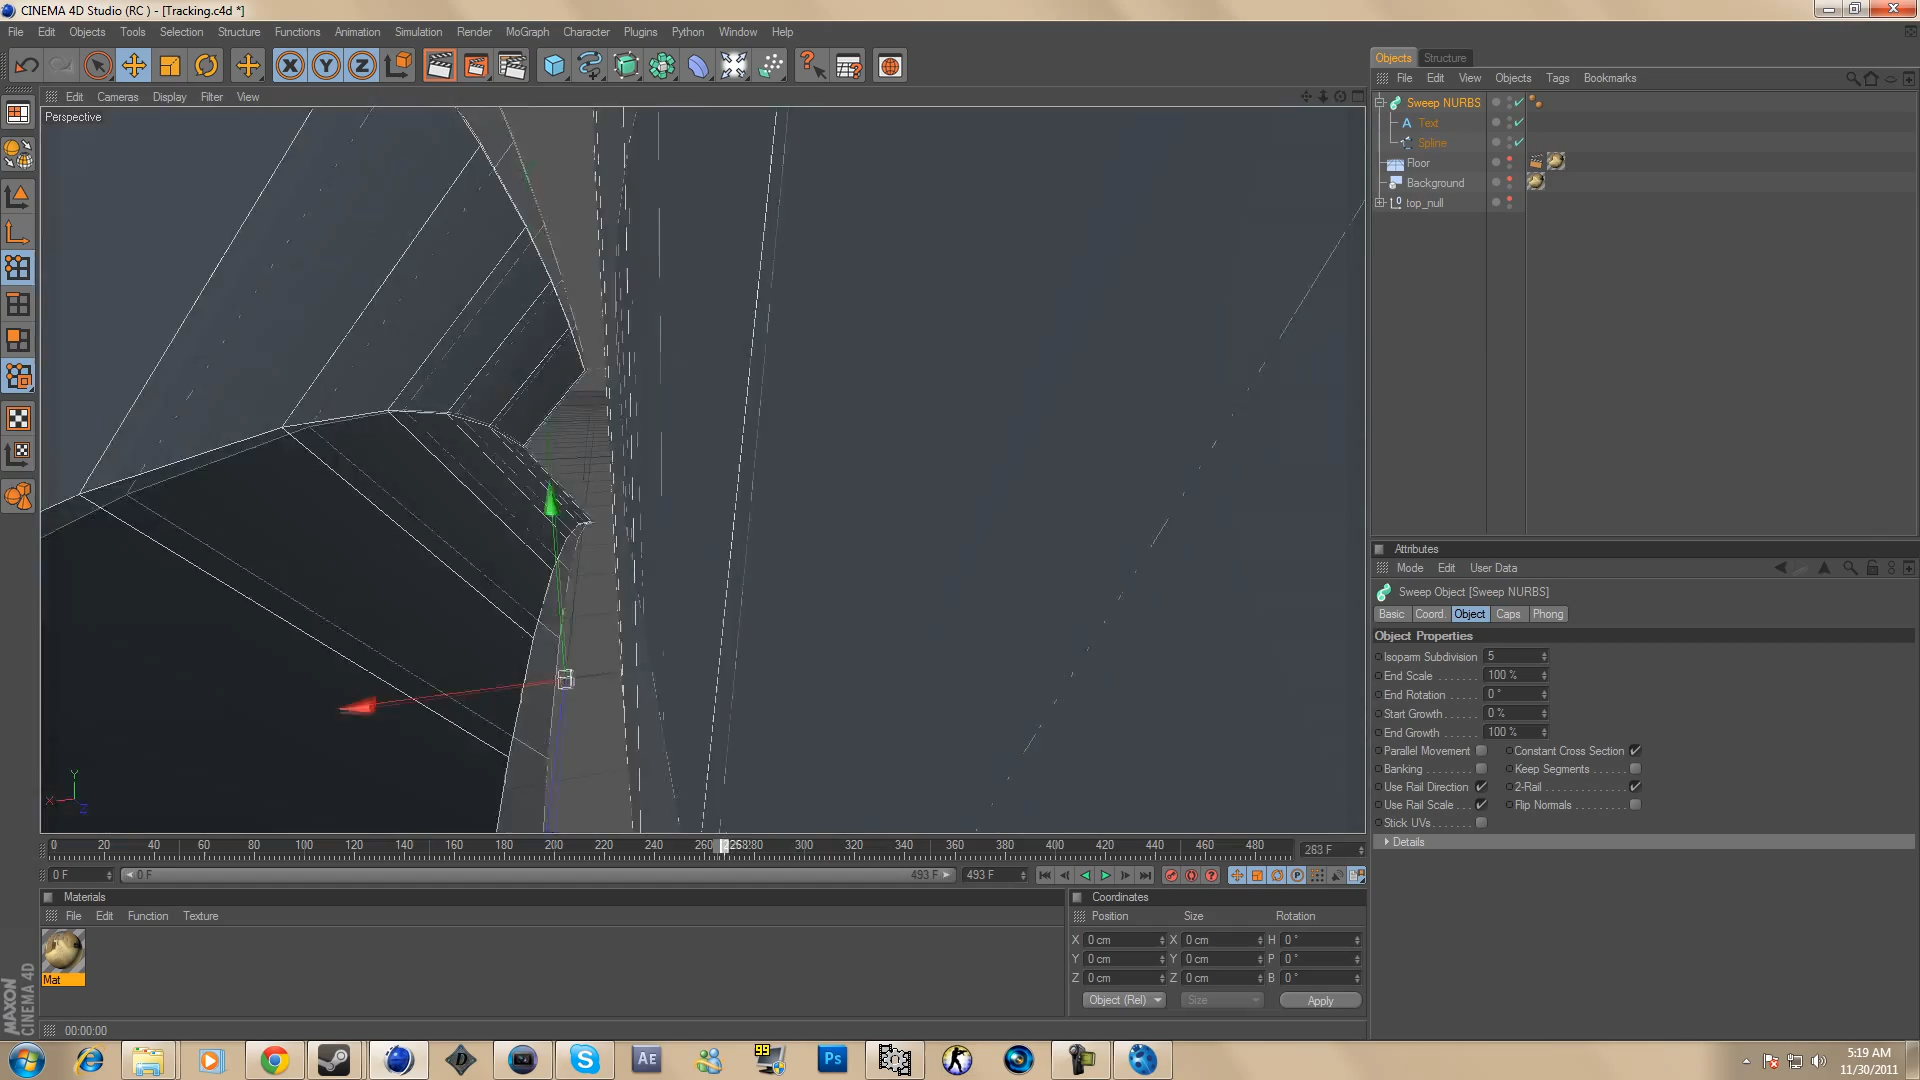 CINEMA 4D Studio (RC ) - [Tracking.c4d *]
File Edit Objects Tools Selection Structure Functions Animation Simulation Render MoGraph Character Plugins Python Window Help
Edit Cameras Display Filter View
Perspective
Objects Structure
File Edit View Objects Tags Bookmarks
Sweep NURBS
Text
Spline
Floor
Background
top_null
Attributes
Mode Edit User Data
Sweep Object [Sweep NURBS]
Basic Coord. Object Caps Phong
Object Properties
Isoparm Subdivision 5
End Scale . . . . . . . 100 %
End Rotation . . . . . 0 °
Start Growth . . . . . 0 %
End Growth . . . . . . 100 %
Parallel Movement Constant Cross Section
Banking . . . . . . . . Keep Segments . . . . . .
Use Rail Direction 2-Rail . . . . . . . . . . . . .
Use Rail Scale . . . Flip Normals . . . . . . . .
Stick UVs . . . . . . .
Details
Y
X
Z
0 20 40 60 80 100 120 140 160 180 200 220 240 260 280 300 320 340 360 380 400 420 440 460 480
0 F 0 F 493 F 493 F
Materials
File Edit Function Texture
Mat
Coordinates
Position Size Rotation
X 0 cm X 0 cm H 0 °
Y 0 cm Y 0 cm P 0 °
Z 0 cm Z 0 cm B 0 °
Object (Rel) Size Apply
MAXON
CINEMA 4D
00:00:00
Ae
99
Ps
5:19 AM
11/30/2011